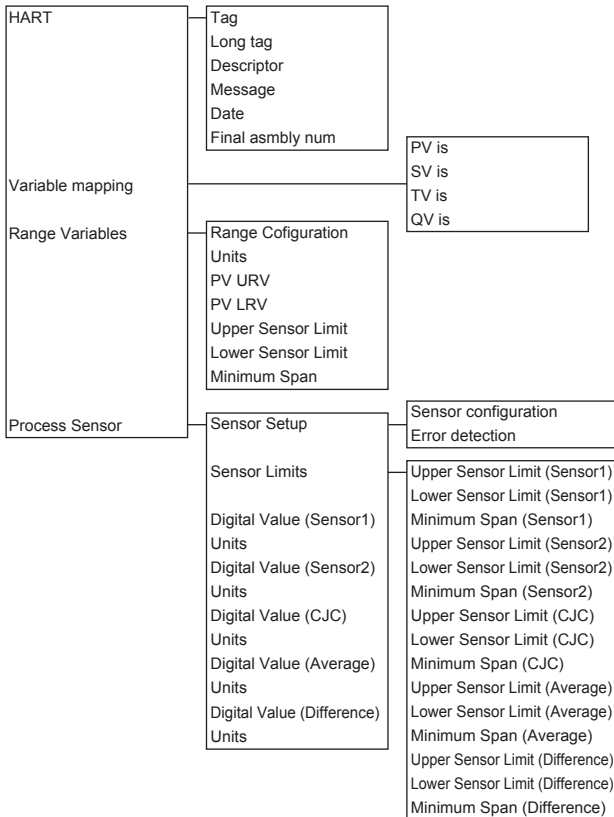 HART
Tag
Long tag
Descriptor
Message
Date
Final asmbly num
Variable mapping
PV is
SV is
TV is
QV is
Range Variables
Range Cofiguration
Units
PV URV
PV LRV
Upper Sensor Limit
Lower Sensor Limit
Minimum Span
Process Sensor
Sensor Setup
Sensor configuration
Error detection
Sensor Limits
Upper Sensor Limit (Sensor1)
Lower Sensor Limit (Sensor1)
Minimum Span (Sensor1)
Upper Sensor Limit (Sensor2)
Lower Sensor Limit (Sensor2)
Minimum Span (Sensor2)
Upper Sensor Limit (CJC)
Lower Sensor Limit (CJC)
Minimum Span (CJC)
Upper Sensor Limit (Average)
Lower Sensor Limit (Average)
Minimum Span (Average)
Upper Sensor Limit (Difference)
Lower Sensor Limit (Difference)
Minimum Span (Difference)
Digital Value (Sensor1)
Units
Digital Value (Sensor2)
Units
Digital Value (CJC)
Units
Digital Value (Average)
Units
Digital Value (Difference)
Units